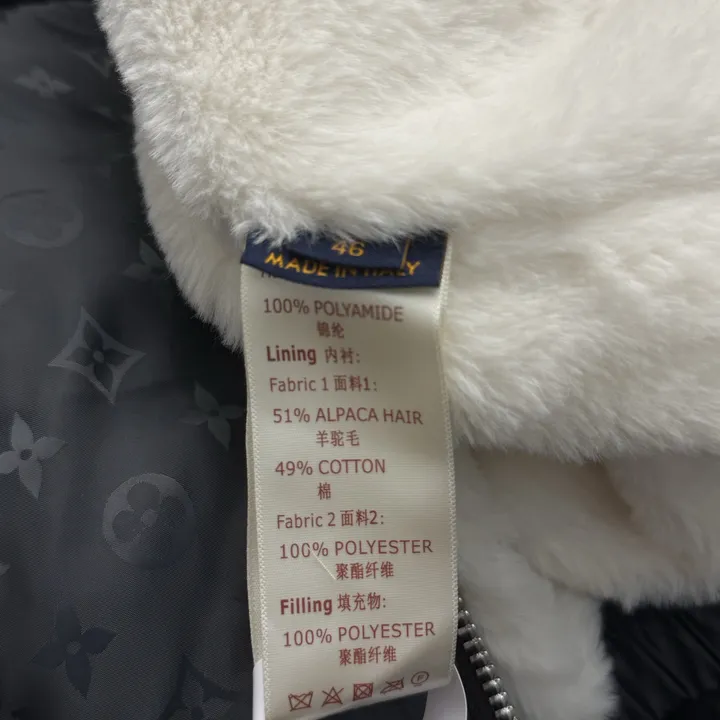 46
MADE IN ITALY
100% POLYAMIDE
锦纶
Lining 内衬:
Fabric 1 面料1:
51% ALPACA HAIR
羊驼毛
49% COTTON
棉
Fabric 2 面料2:
100% POLYESTER
聚酯纤维
Filling 填充物:
100% POLYESTER
聚酯纤维